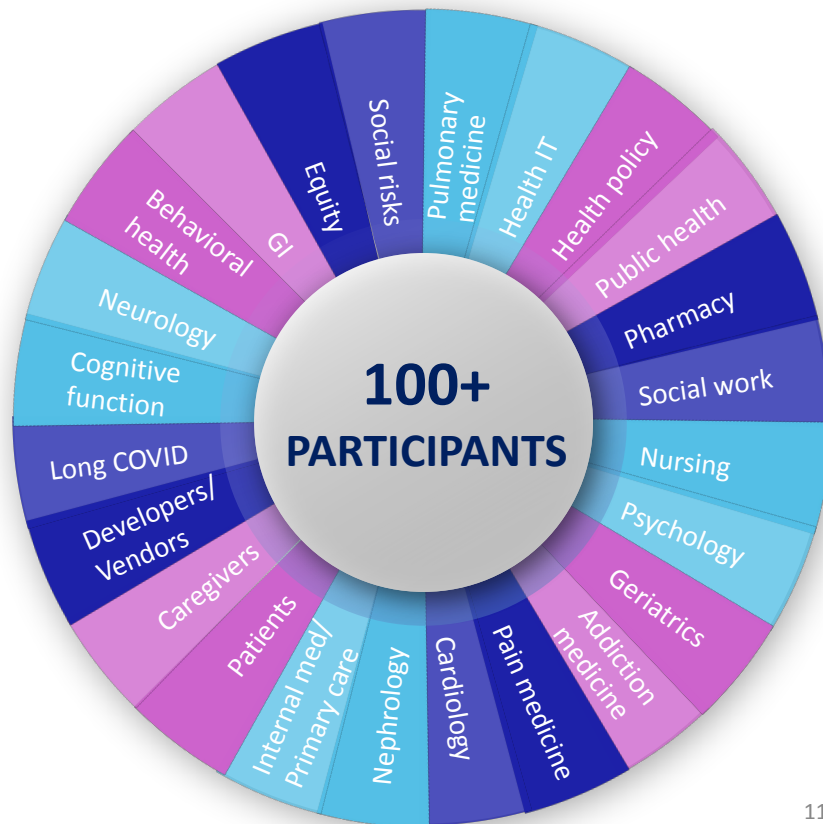 Pulmonary
medicine
Health IT
Health policy
Public health
Pharmacy
Social work
Nursing
Psychology
Geriatrics
Addiction
medicine
Pain medicine
Cardiology
Nephrology
Internal med/
Primary care
Patients
Caregivers
Developers/
Vendors
Long COVID
Cognitive
function
Neurology
Behavioral
health
GI
Equity
Social risks
100+
PARTICIPANTS
11